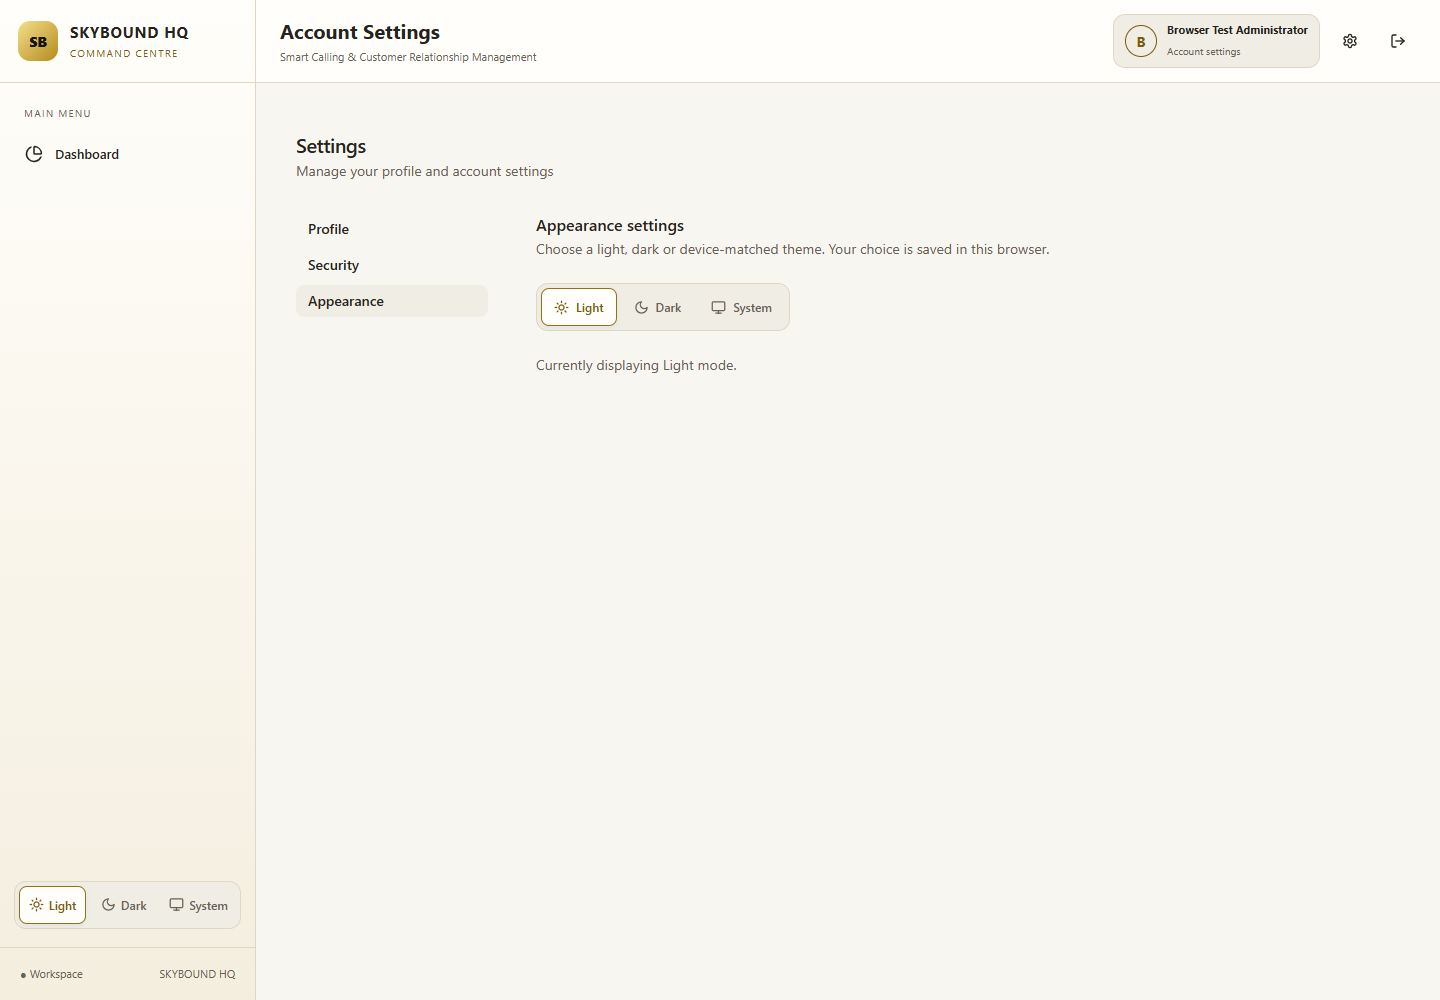 SB
SKYBOUND HQ
COMMAND CENTRE
Account Settings
Smart Calling & Customer Relationship Management
B
Browser Test Administrator
Account settings
MAIN MENU
Dashboard
Settings
Manage your profile and account settings
Profile
Security
Appearance
Appearance settings
Choose a light, dark or device-matched theme. Your choice is saved in this browser.
Light Dark System
Currently displaying Light mode.
Light Dark System
Workspace SKYBOUND HQ